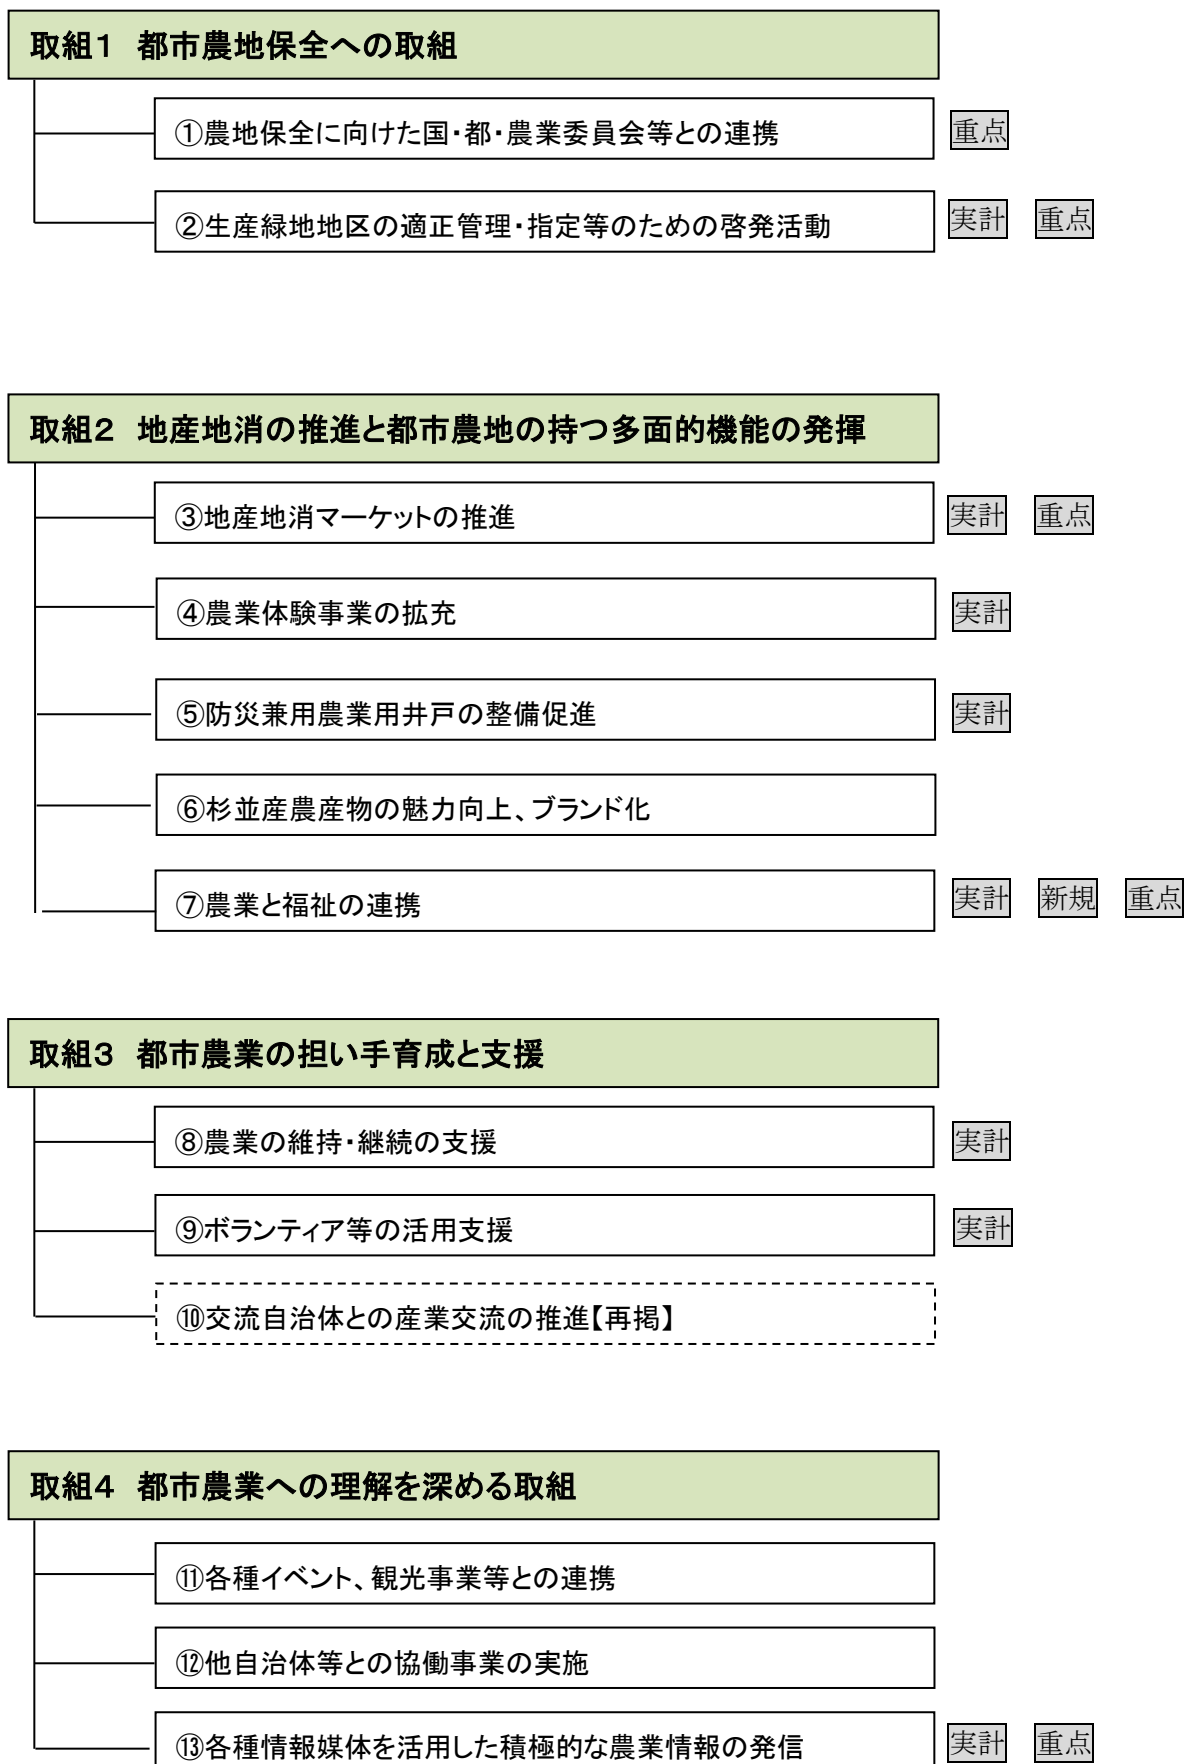 取組1　都市農地保全への取組
①農地保全に向けた国・都・農業委員会等との連携　重点
②生産緑地地区の適正管理・指定等のための啓発活動　実計　重点
取組2　地産地消の推進と都市農地の持つ多面的機能の発揮
③地産地消マーケットの推進　実計　重点
④農業体験事業の拡充　実計
⑤防災兼用農業用井戸の整備促進　実計
⑥杉並産農産物の魅力向上、ブランド化
⑦農業と福祉の連携　実計　新規　重点
取組3　都市農業の担い手育成と支援
⑧農業の維持・継続の支援　実計
⑨ボランティア等の活用支援　実計
⑩交流自治体との産業交流の推進【再掲】
取組4　都市農業への理解を深める取組
⑪各種イベント、観光事業等との連携
⑫他自治体等との協働事業の実施
⑬各種情報媒体を活用した積極的な農業情報の発信　実計　重点